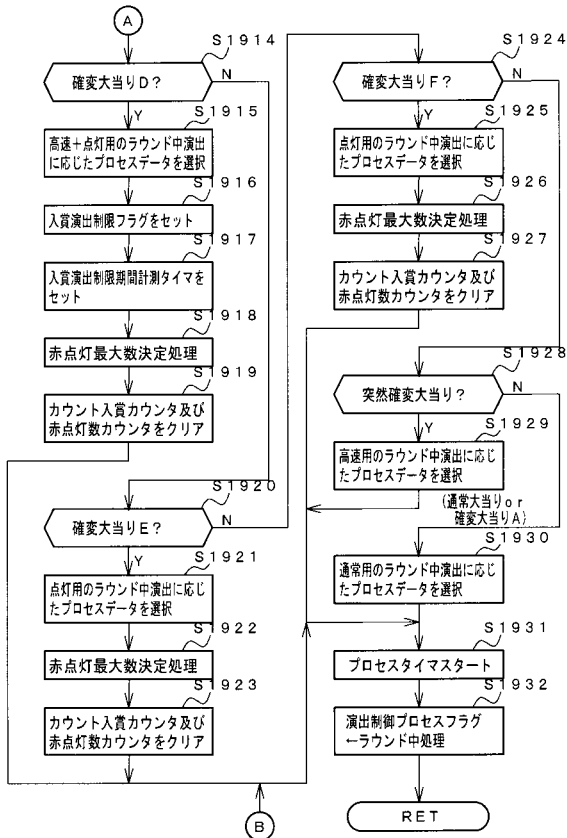 A
S1914
確変大当りD?
N
Y
S1915
高速+点灯用のラウンド中演出
に応じたプロセスデータを選択
S1916
入賞演出制限フラグをセット
S1917
入賞演出制限期間計測タイマを
セット
S1918
赤点灯最大数決定処理
S1919
カウント入賞カウンタ及び
赤点灯数カウンタをクリア
S1920
確変大当りE?
N
Y
S1921
点灯用のラウンド中演出に応じ
たプロセスデータを選択
S1922
赤点灯最大数決定処理
S1923
カウント入賞カウンタ及び
赤点灯数カウンタをクリア
B
S1924
確変大当りF?
N
Y
S1925
点灯用のラウンド中演出に応じ
たプロセスデータを選択
S1926
赤点灯最大数決定処理
S1927
カウント入賞カウンタ及び
赤点灯数カウンタをクリア
S1928
突然確変大当り?
N
Y
S1929
高速用のラウンド中演出に応じ
たプロセスデータを選択
(通常大当りor
確変大当りA)
S1930
通常用のラウンド中演出に応じ
たプロセスデータを選択
S1931
プロセスタイマスタート
S1932
演出制御プロセスフラグ
←ラウンド中処理
RET